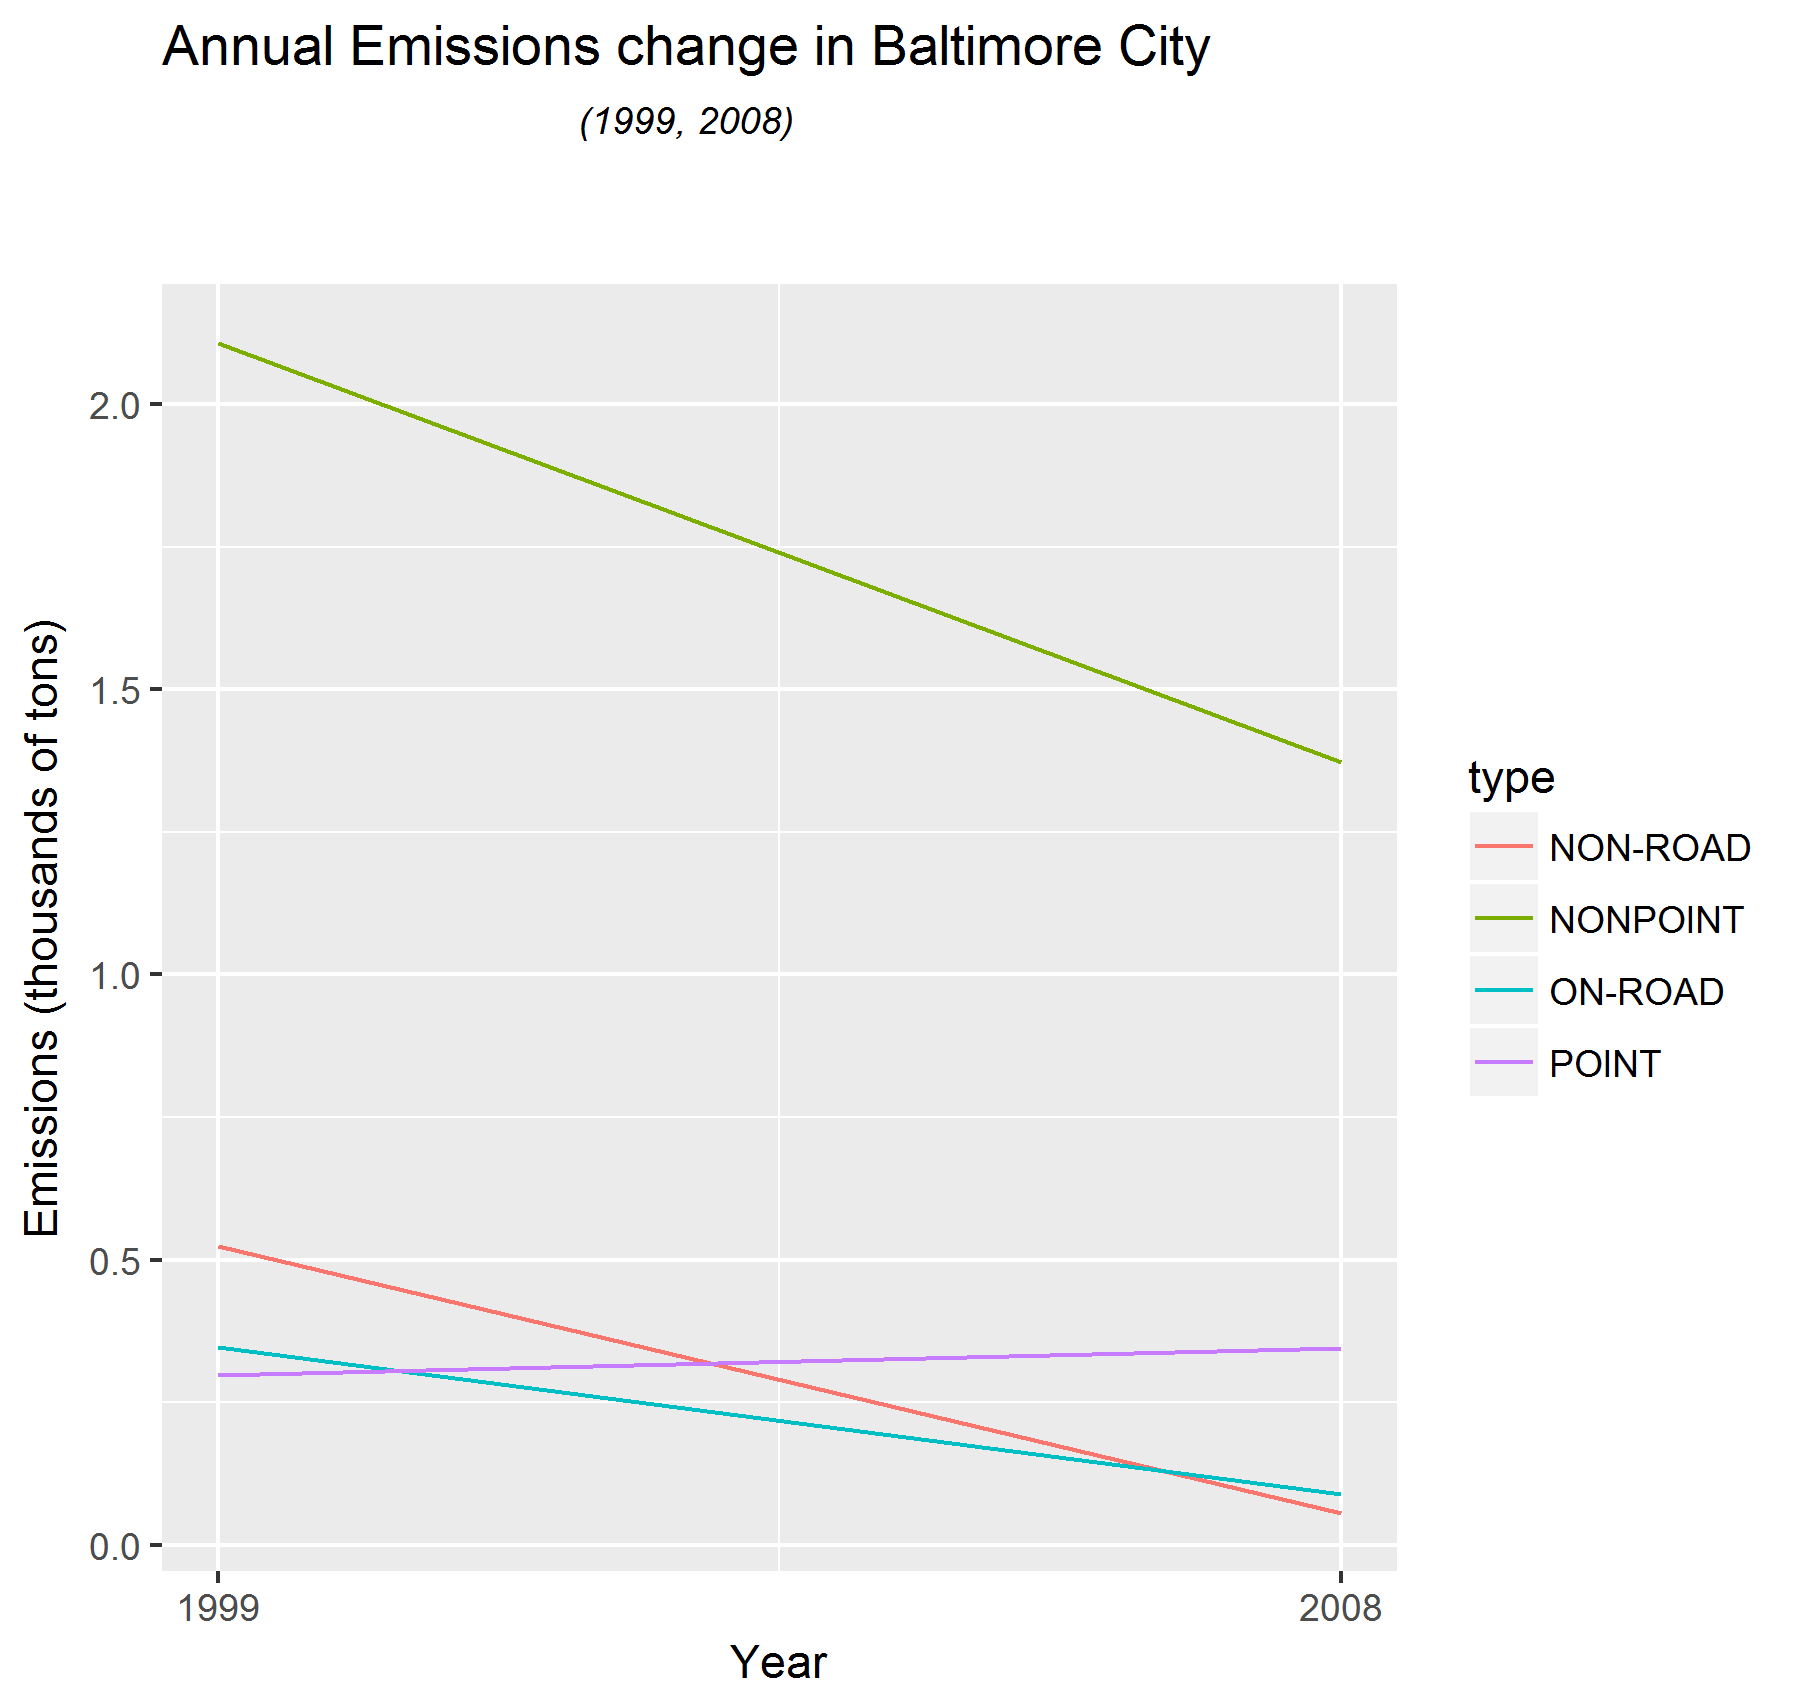 Annual Emissions change in Baltimore City
(1999, 2008)
Emissions (thousands of tons)
2.0
1.5
1.0
0.5
0.0
1999
2008
Year
type
NON-ROAD
NONPOINT
ON-ROAD
POINT